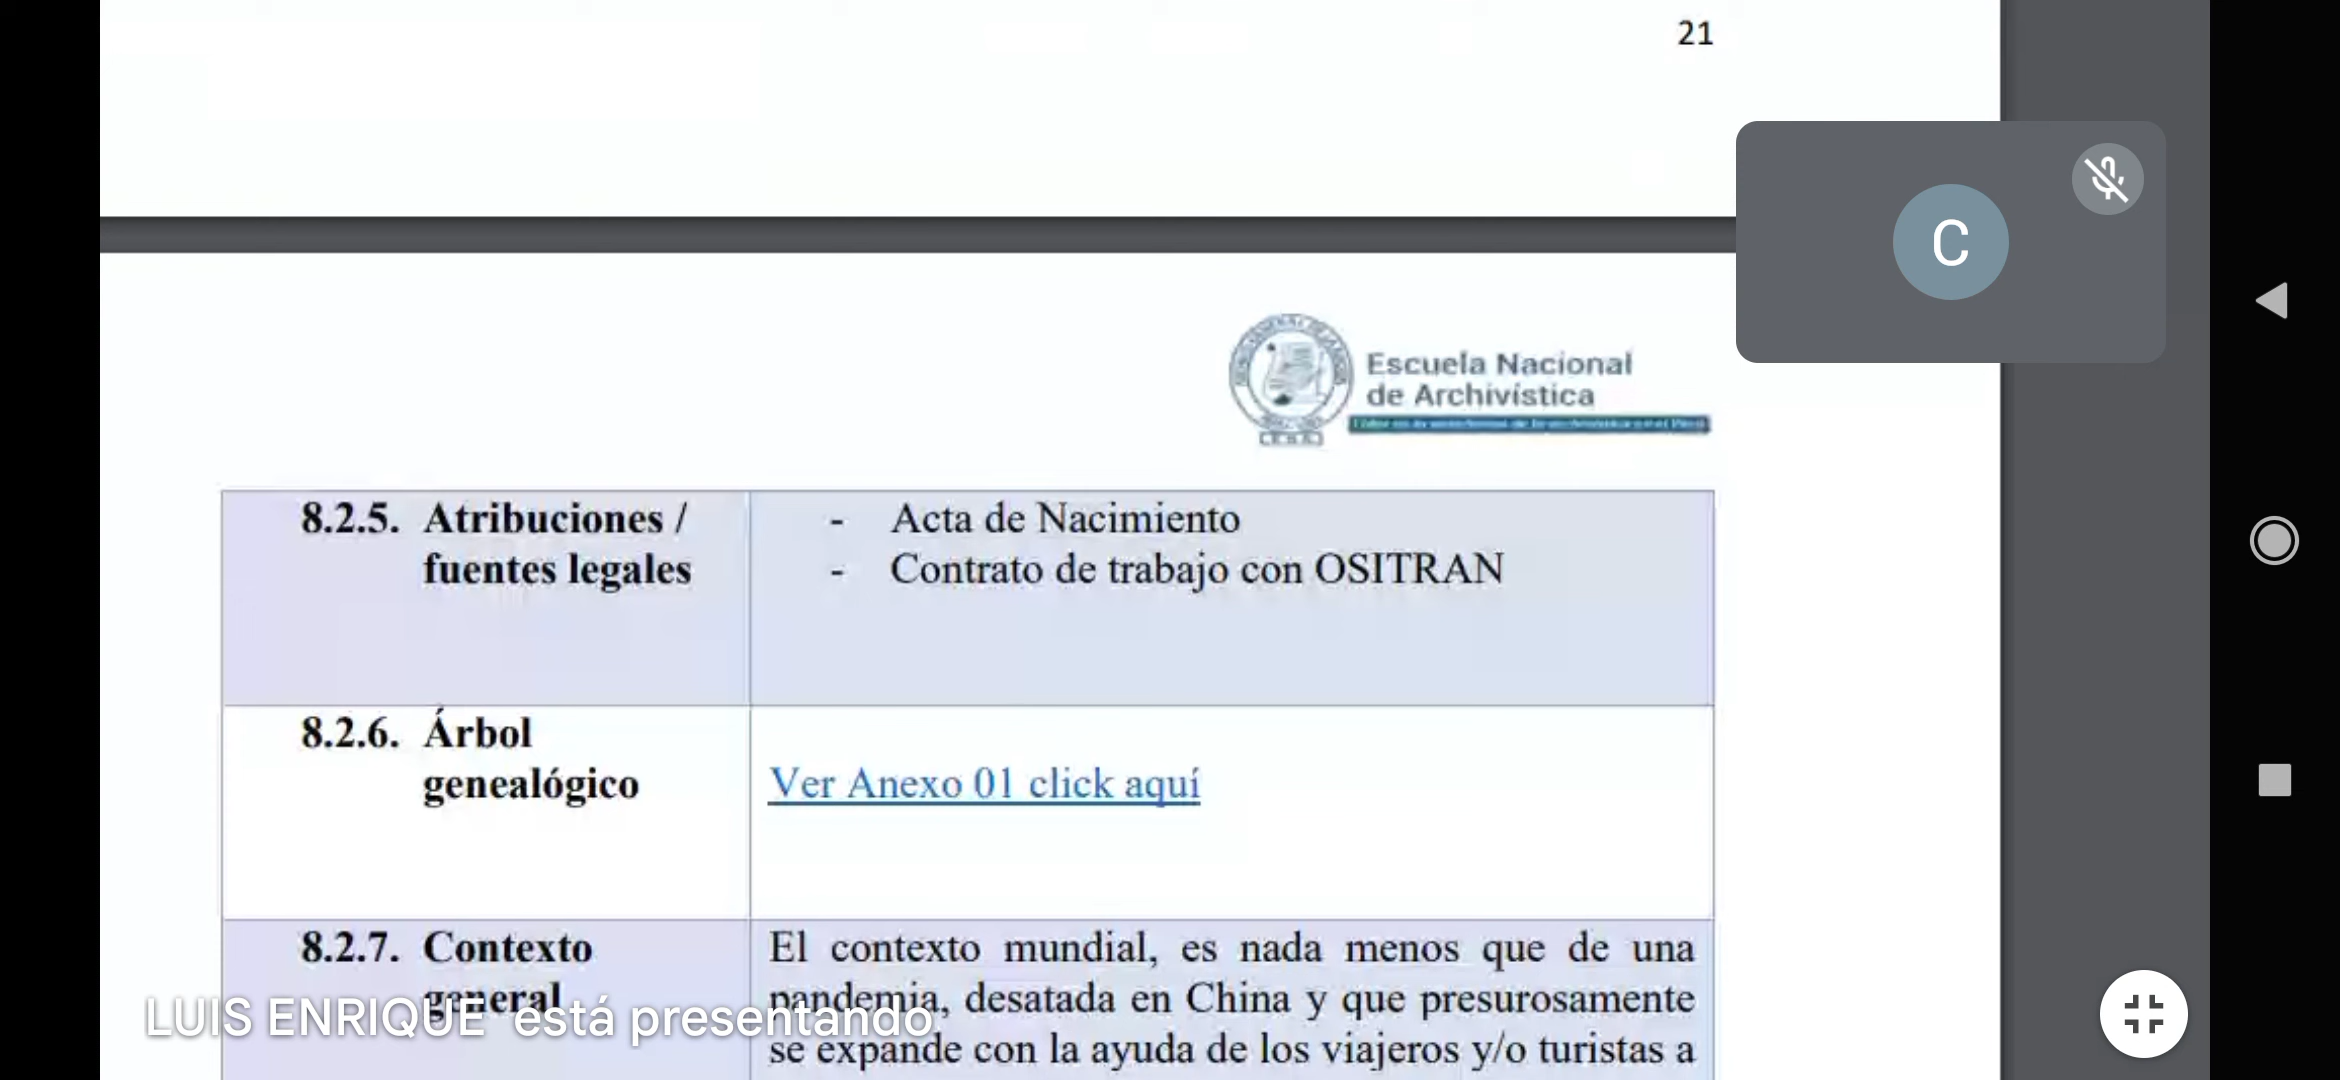 21
C
Escuela Nacional
de Archivística
8.2.5. Atribuciones /
fuentes legales
- Acta de Nacimiento
- Contrato de trabajo con OSITRAN
8.2.6. Árbol
genealógico
Ver Anexo 01 click aquí
8.2.7. Contexto
general
El contexto mundial, es nada menos que de una
pandemia, desatada en China y que presurosamente
se expande con la ayuda de los viajeros y/o turistas a
LUIS ENRIQUE está presentando